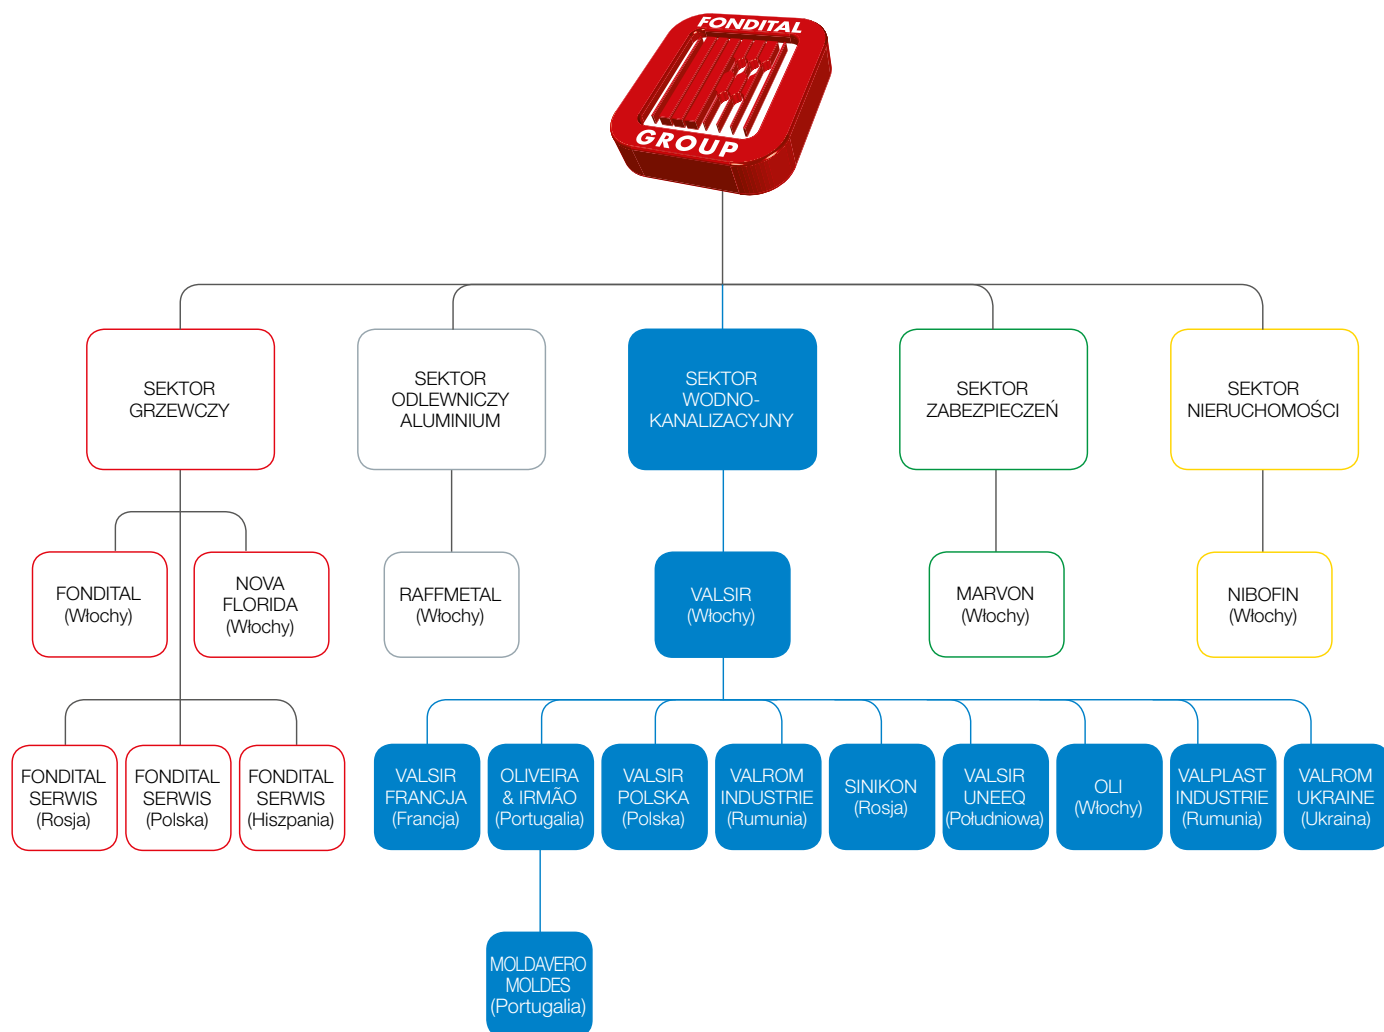 FONDITAL
GROUP
SEKTOR
GRZEWCZY
SEKTOR
ODLEWNICZY
ALUMINIUM
SEKTOR
WODNO-
KANALIZACYJNY
SEKTOR
ZABEZPIECZEŃ
SEKTOR
NIERUCHOMOŚCI
FONDITAL
(Włochy)
NOVA
FLORIDA
(Włochy)
RAFFMETAL
(Włochy)
VALSIR
(Włochy)
MARVON
(Włochy)
NIBOFIN
(Włochy)
FONDITAL
SERWIS
(Rosja)
FONDITAL
SERWIS
(Polska)
FONDITAL
SERWIS
(Hiszpania)
VALSIR
FRANCJA
(Francja)
OLIVEIRA
& IRMÃO
(Portugalia)
VALSIR
POLSKA
(Polska)
VALROM
INDUSTRIE
(Rumunia)
SINIKON
(Rosja)
VALSIR
UNEEQ
(Południowa)
OLI
(Włochy)
VALPLAST
INDUSTRIE
(Rumunia)
VALROM
UKRAINE
(Ukraina)
MOLDAVERO
MOLDES
(Portugalia)